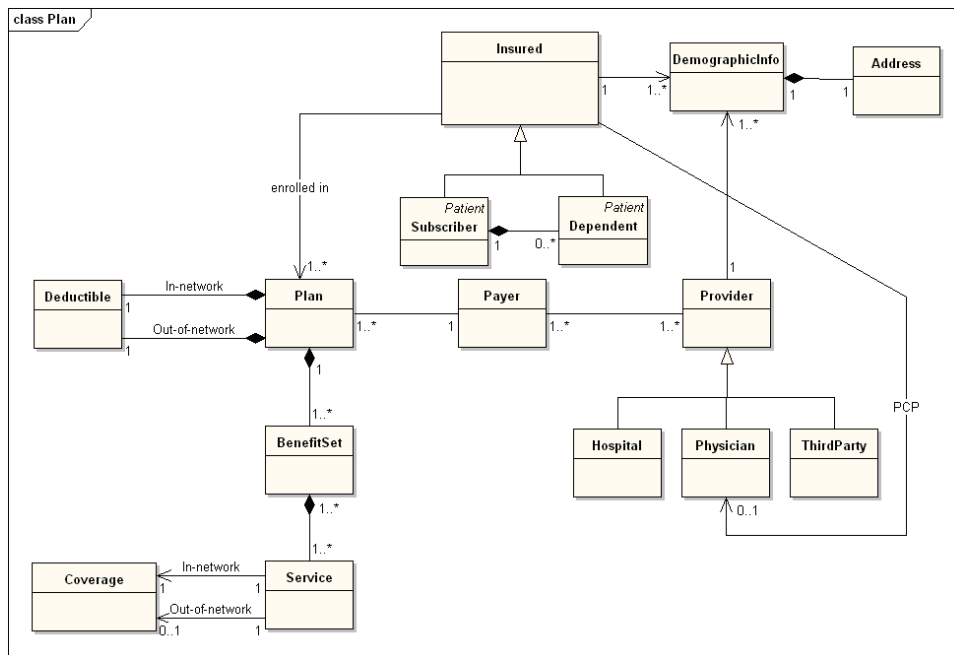 class Plan
Insured
DemographicInfo
Address
1
1..*
1
1
1..*
enrolled in
Patient
Subscriber
Patient
Dependent
1
0..*
1..*
1
Deductible
In-network
1
Out-of-network
1
Plan
1..*
1
Payer
1..*
1..*
Provider
1
1..*
PCP
BenefitSet
Hospital
Physician
ThirdParty
0..1
1..*
1..*
Coverage
In-network
1
1
Out-of-network
0..1
1
Service